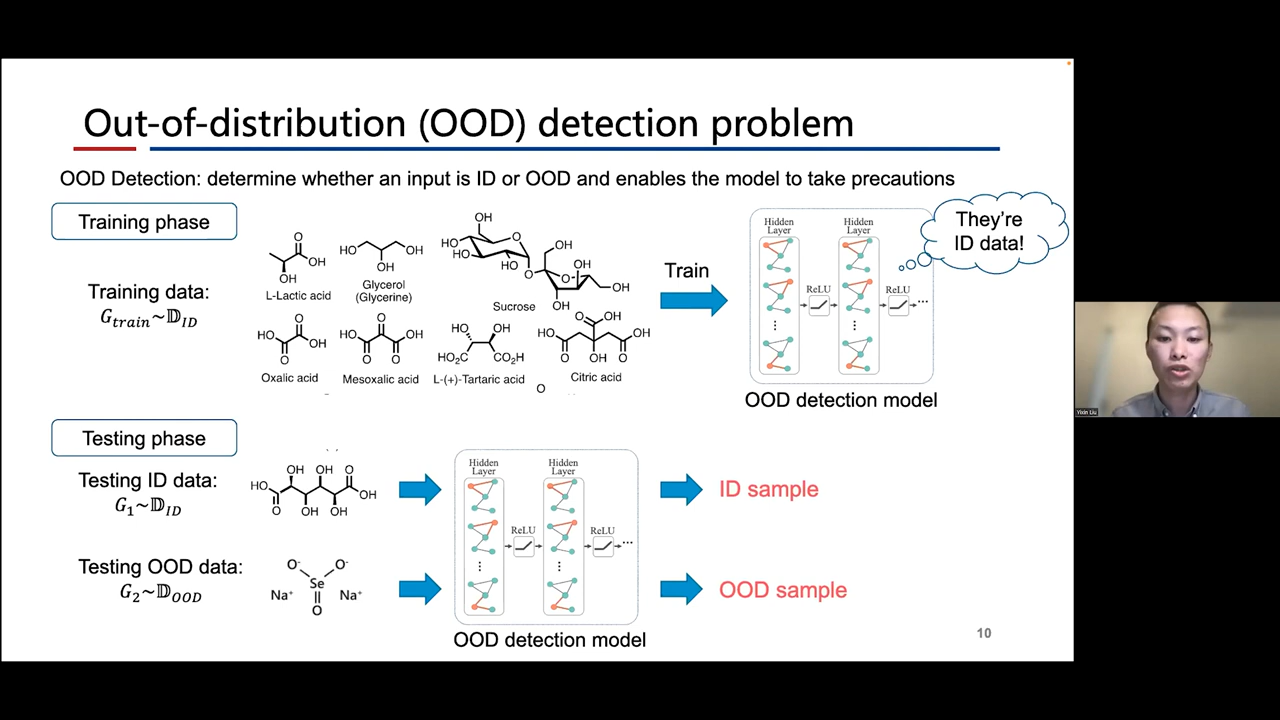 Out-of-distribution (OOD) detection problem
OOD Detection: determine whether an input is ID or OOD and enables the model to take precautions
Training phase
Training data:
G_train~𝔻_ID
O
OH
OH
L-Lactic acid
HO
OH
OH
Glycerol
(Glycerine)
OH
HO
HO
HO
O
OH
O
OH
OH
O
OH
OH
Sucrose
O
HO
OH
O
Oxalic acid
O
O
HO
OH
O
Mesoxalic acid
HO
OH
HO₂C
CO₂H
L-(+)-Tartaric acid
O
OH
O
O
HO
OH
OH
Citric acid
O
Train
Hidden
Layer
Hidden
Layer
ReLU
ReLU
...
They're
ID data!
OOD detection model
Testing phase
Testing ID data:
G₁~𝔻_ID
OH
OH
O
HO
OH
O
OH
OH
Hidden
Layer
Hidden
Layer
ReLU
ReLU
...
ID sample
Testing OOD data:
G₂~𝔻_OOD
O⁻
O⁻
Se
Na⁺
Na⁺
O
OOD sample
OOD detection model
10
Yixin Liu